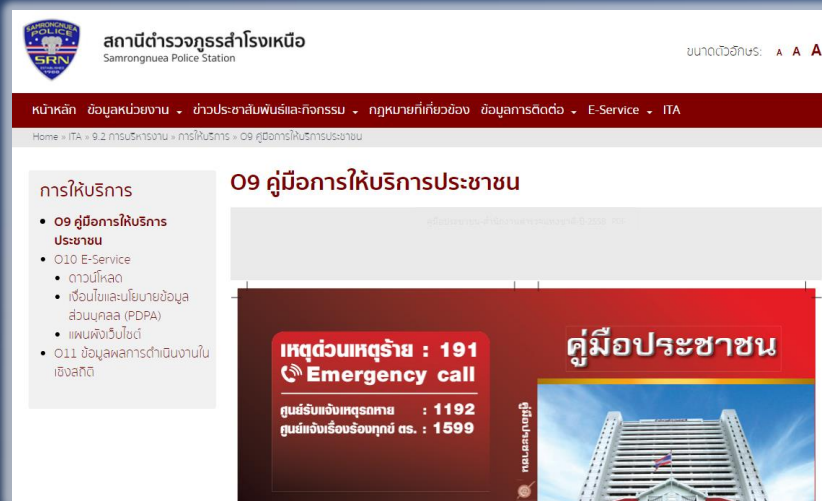 SAMRONGNUEA
POLICE
SRN
สถานีตำรวจภูธรสำโรงเหนือ
Samrongnuea Police Station
ขนาดตัวอักษร: A A A
หน้าหลัก ข้อมูลหน่วยงาน ข่าวประชาสัมพันธ์และกิจกรรม กฎหมายที่เกี่ยวข้อง ข้อมูลการติดต่อ E-Service ITA
Home » ITA » 9.2 การบริหารงาน » การให้บริการ » O9 คู่มือการให้บริการประชาชน
การให้บริการ
O9 คู่มือการให้บริการ
ประชาชน
O10 E-Service
ดาวน์โหลด
เงื่อนไขและนโยบายข้อมูล
ส่วนบุคคล (PDPA)
แผนผังเว็บไซต์
O11 ข้อมูลผลการดำเนินงานใน
เชิงสถิติ
O9 คู่มือการให้บริการประชาชน
เหตุด่วนเหตุร้าย : 191
Emergency call
ศูนย์รับแจ้งเหตุรถหาย : 1192
ศูนย์แจ้งเรื่องร้องทุกข์ ตร. : 1599
คู่มือประชาชน
คู่มือประชาชน